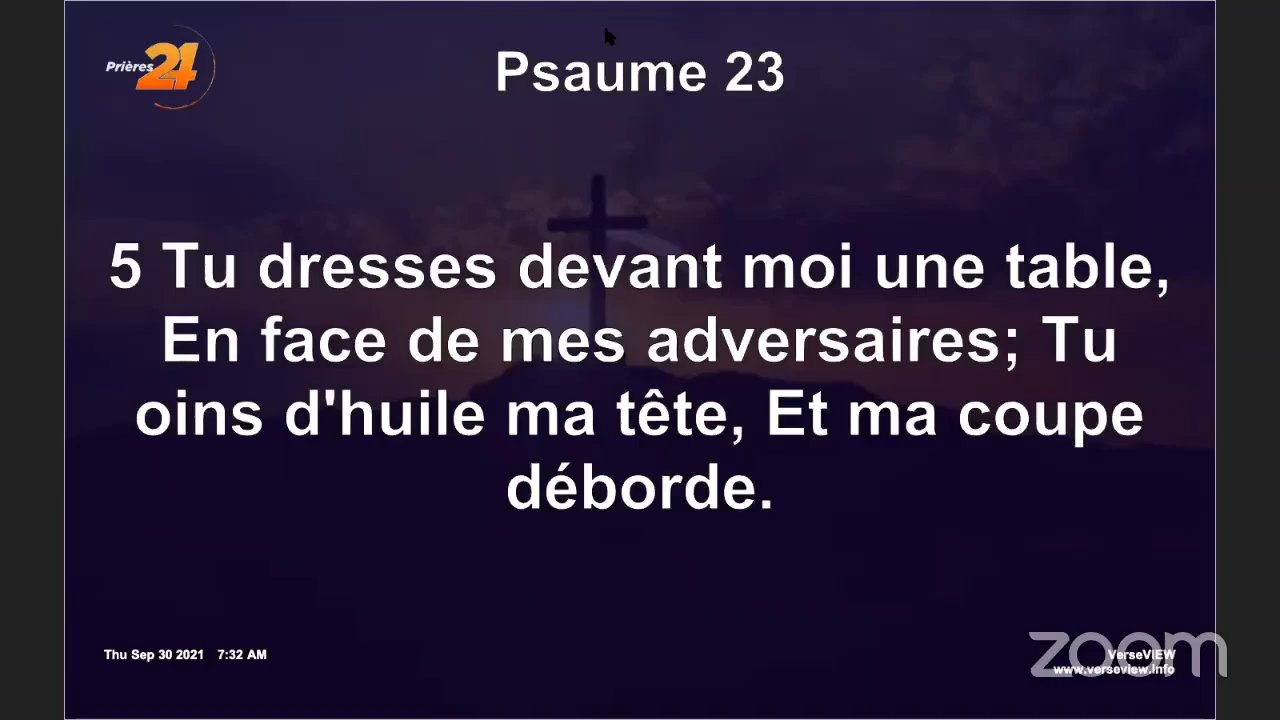 Prières 24
Psaume 23
5 Tu dresses devant moi une table,
En face de mes adversaires; Tu
oins d'huile ma tête, Et ma coupe
déborde.
Thu Sep 30 2021 7:32 AM
zoom
VerseVIEW
www.verseview.info